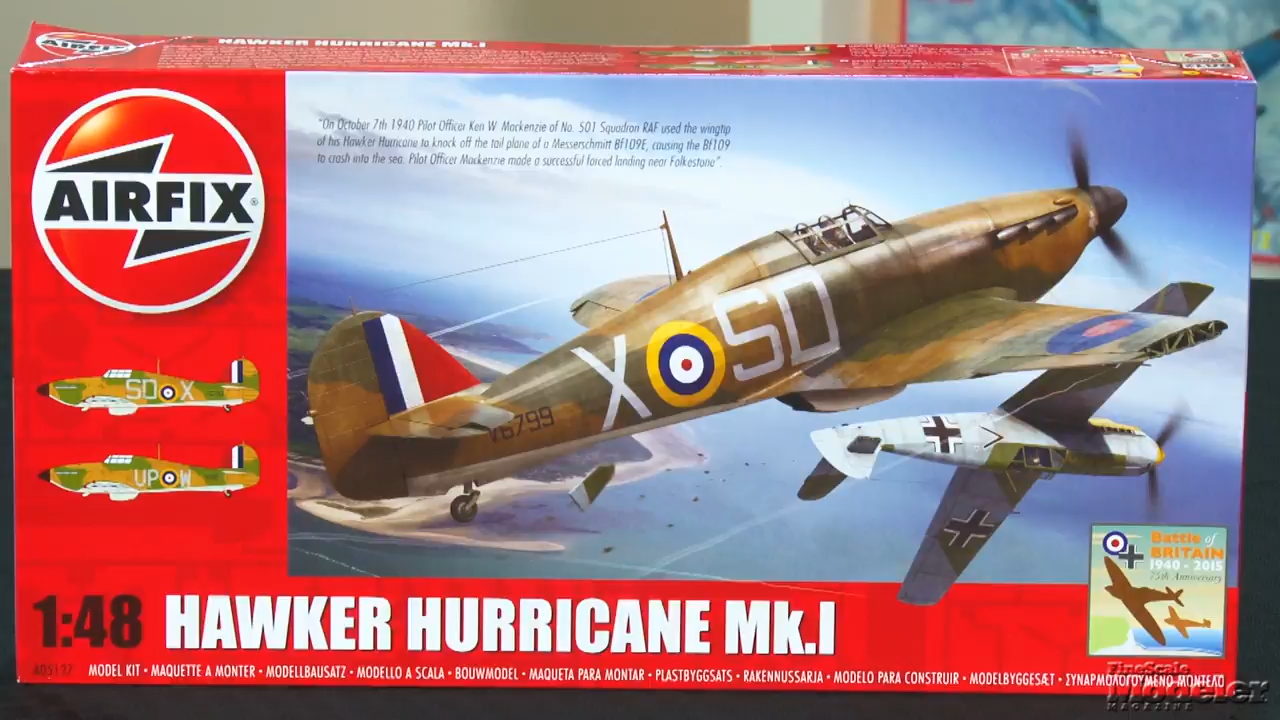 AIRFIX
HAWKER HURRICANE Mk.I
AIRFIX®
"On October 7th 1940 Pilot Officer Ken W Mackenzie of No. 501 Squadron RAF used the wingtip
of his Hawker Hurricane to knock off the tail plane of a Messerschmitt Bf109E, causing the Bf109
to crash into the sea. Pilot Officer Mackenzie made a successful forced landing near Folkestone".
X SD
V6799
SD X
UP W
Battle of
BRITAIN
1940 - 2015
75th Anniversary
1:48 HAWKER HURRICANE Mk.I
A05127
MODEL KIT • MAQUETTE A MONTER • MODELLBAUSATZ • MODELLO A SCALA • BOUWMODEL • MAQUETA PARA MONTAR • PLASTBYGGSATS • RAKENNUSSARJA • MODELO PARA CONSTRUIR • MODELBYGGESÆT • ΣΥΝΑΡΜΟΛΟΓΟΥΜΕΝΟ ΜΟΝΤΕΛΟ
FineScale
Modeler
MAGAZINE